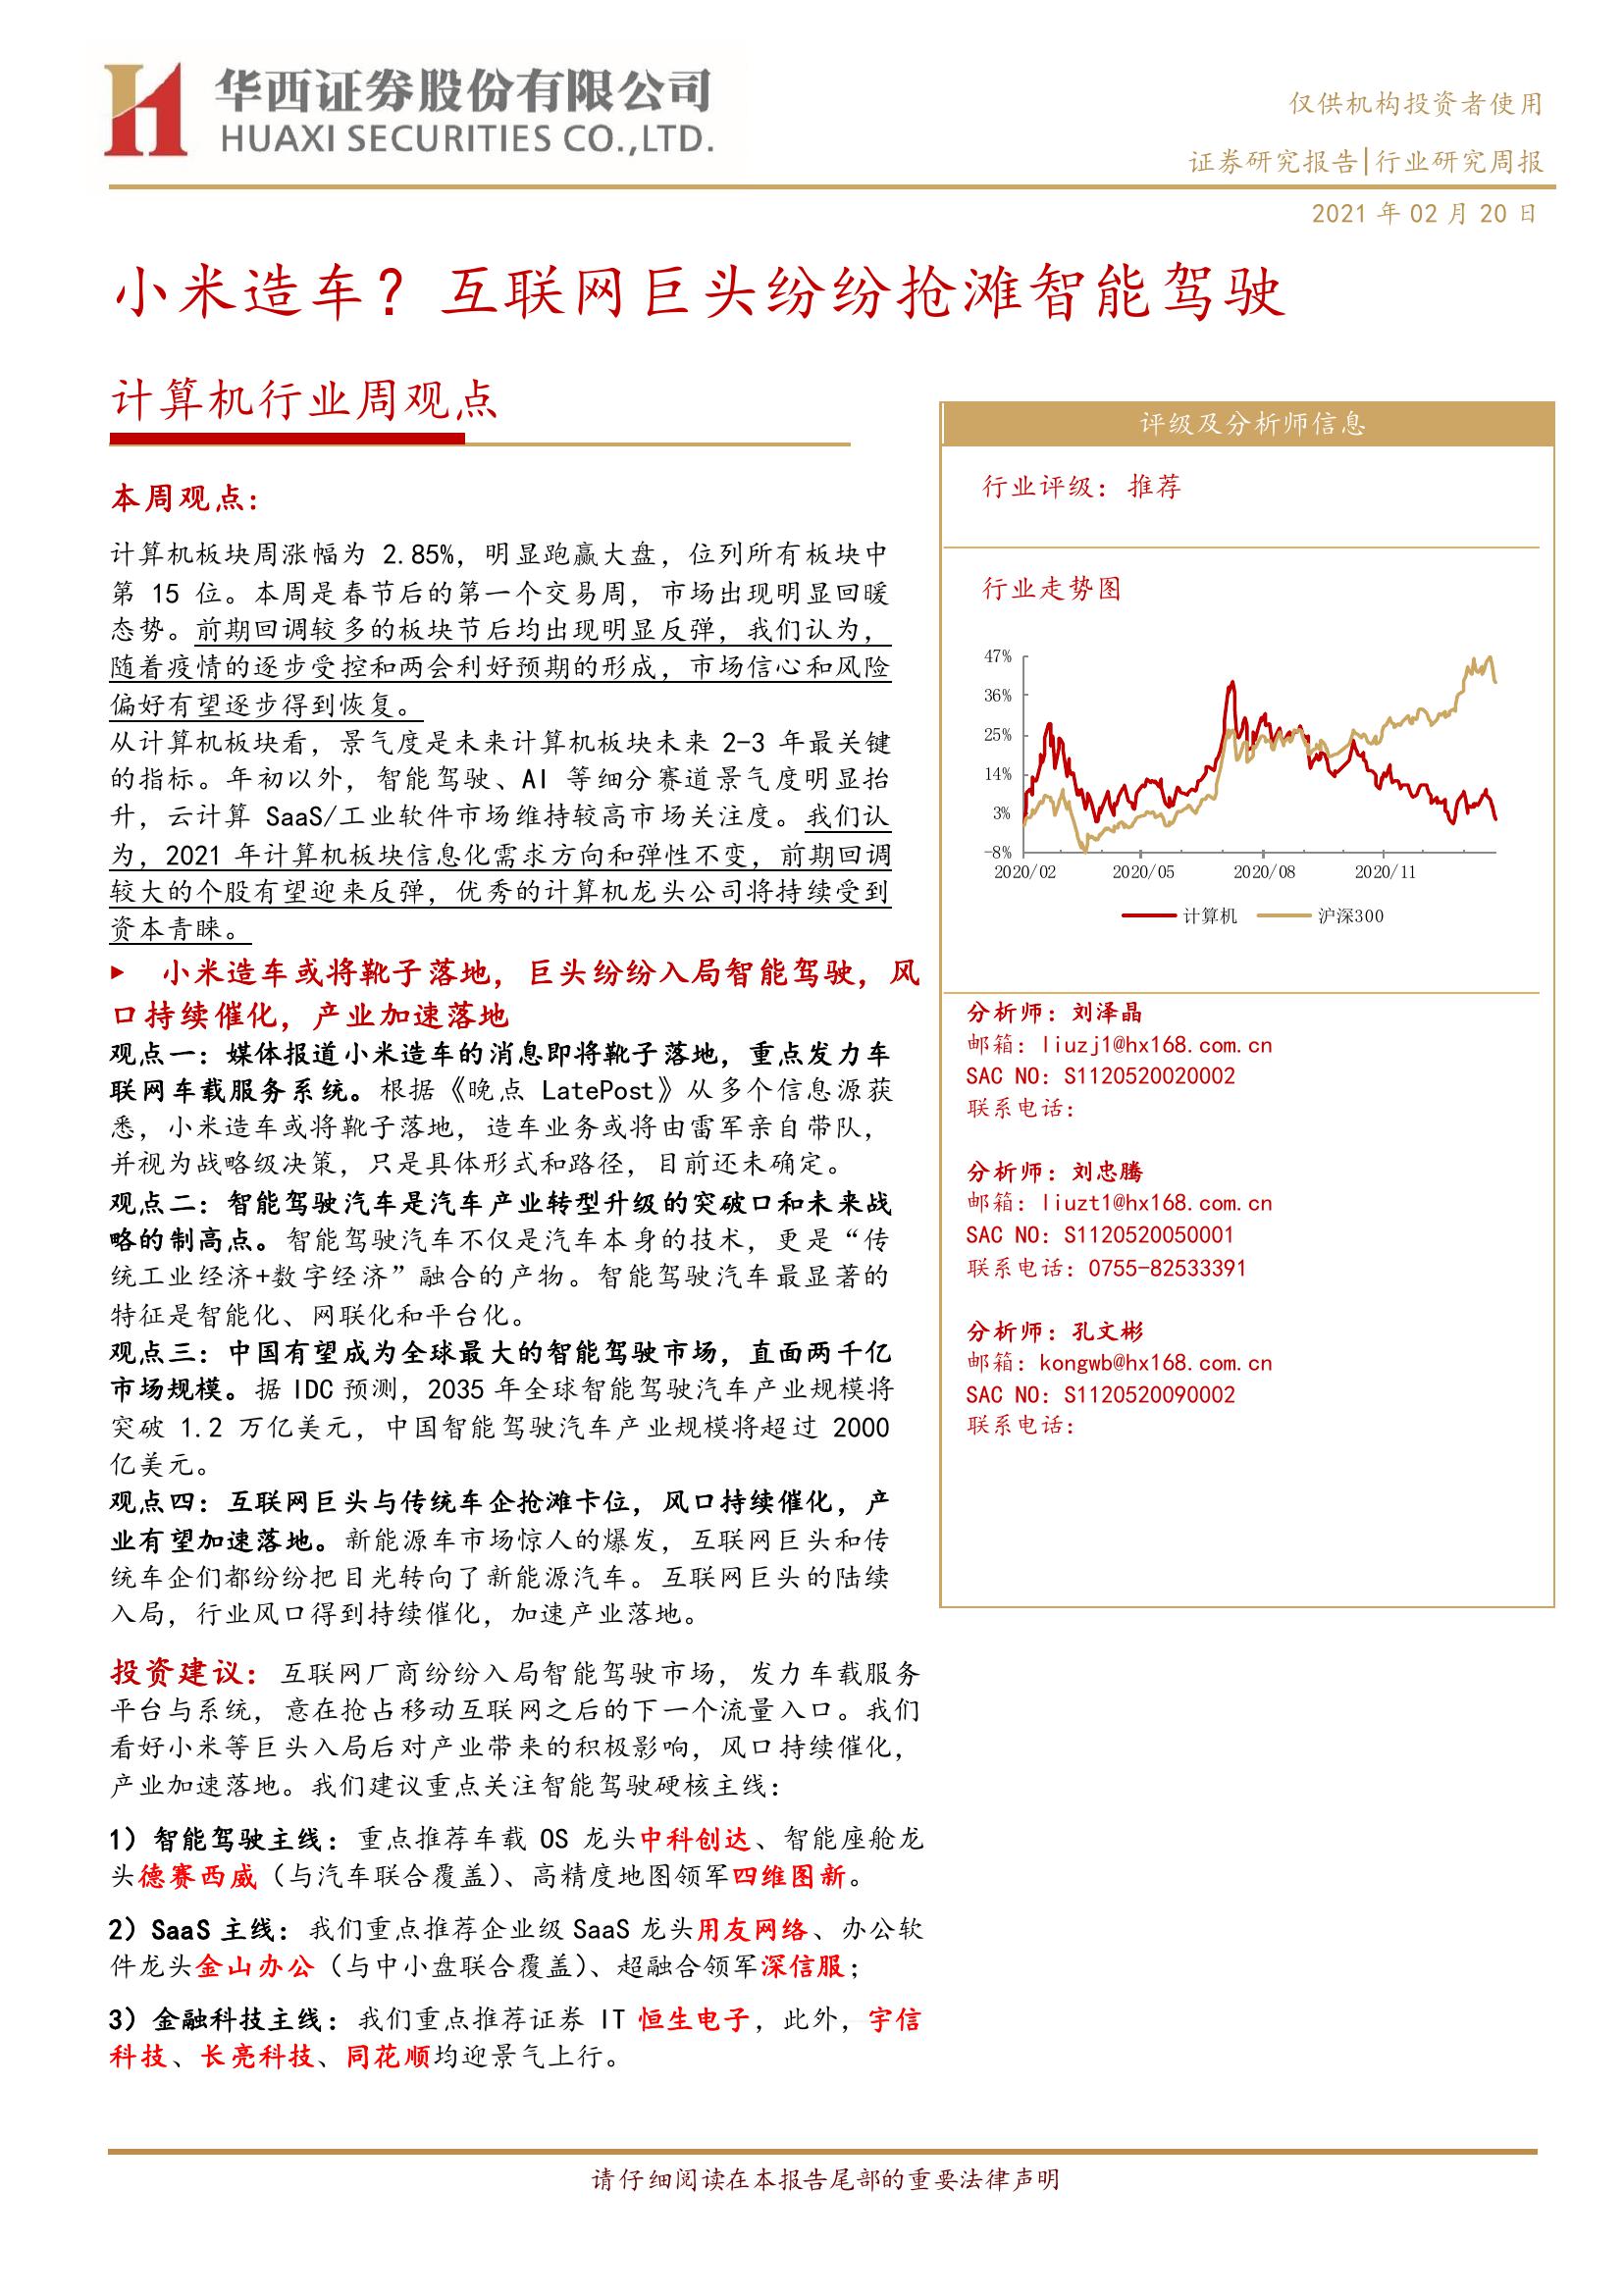 华西证券股份有限公司
HUAXI SECURITIES CO.,LTD.
仅供机构投资者使用
证券研究报告|行业研究周报
2021 年 02 月 20 日
小米造车？互联网巨头纷纷抢滩智能驾驶
计算机行业周观点
本周观点：
计算机板块周涨幅为 2.85%，明显跑赢大盘，位列所有板块中
第 15 位。本周是春节后的第一个交易周，市场出现明显回暖
态势。前期回调较多的板块节后均出现明显反弹，我们认为，
随着疫情的逐步受控和两会利好预期的形成，市场信心和风险
偏好有望逐步得到恢复。
从计算机板块看，景气度是未来计算机板块未来 2-3 年最关键
的指标。年初以外，智能驾驶、AI 等细分赛道景气度明显抬
升，云计算 SaaS/工业软件市场维持较高市场关注度。我们认
为，2021 年计算机板块信息化需求方向和弹性不变，前期回调
较大的个股有望迎来反弹，优秀的计算机龙头公司将持续受到
资本青睐。
▶ 小米造车或将靴子落地，巨头纷纷入局智能驾驶，风
口持续催化，产业加速落地
观点一：媒体报道小米造车的消息即将靴子落地，重点发力车
联网车载服务系统。根据《晚点 LatePost》从多个信息源获
悉，小米造车或将靴子落地，造车业务或将由雷军亲自带队，
并视为战略级决策，只是具体形式和路径，目前还未确定。
观点二：智能驾驶汽车是汽车产业转型升级的突破口和未来战
略的制高点。智能驾驶汽车不仅是汽车本身的技术，更是“传
统工业经济+数字经济”融合的产物。智能驾驶汽车最显著的
特征是智能化、网联化和平台化。
观点三：中国有望成为全球最大的智能驾驶市场，直面两千亿
市场规模。据 IDC 预测，2035 年全球智能驾驶汽车产业规模将
突破 1.2 万亿美元，中国智能驾驶汽车产业规模将超过 2000
亿美元。
观点四：互联网巨头与传统车企抢滩卡位，风口持续催化，产
业有望加速落地。新能源车市场惊人的爆发，互联网巨头和传
统车企们都纷纷把目光转向了新能源汽车。互联网巨头的陆续
入局，行业风口得到持续催化，加速产业落地。
投资建议：互联网厂商纷纷入局智能驾驶市场，发力车载服务
平台与系统，意在抢占移动互联网之后的下一个流量入口。我们
看好小米等巨头入局后对产业带来的积极影响，风口持续催化，
产业加速落地。我们建议重点关注智能驾驶硬核主线：
1）智能驾驶主线：重点推荐车载 OS 龙头中科创达、智能座舱龙
头德赛西威（与汽车联合覆盖）、高精度地图领军四维图新。
2）SaaS 主线：我们重点推荐企业级 SaaS 龙头用友网络、办公软
件龙头金山办公（与中小盘联合覆盖）、超融合领军深信服；
3）金融科技主线：我们重点推荐证券 IT 恒生电子，此外，宇信
科技、长亮科技、同花顺均迎景气上行。
评级及分析师信息
行业评级：推荐
行业走势图
47%
36%
25%
14%
3%
-8%
2020/02 2020/05 2020/08 2020/11
计算机 沪深300
分析师：刘泽晶
邮箱：liuzj1@hx168.com.cn
SAC NO：S1120520020002
联系电话：
分析师：刘忠腾
邮箱：liuzt1@hx168.com.cn
SAC NO：S1120520050001
联系电话：0755-82533391
分析师：孔文彬
邮箱：kongwb@hx168.com.cn
SAC NO：S1120520090002
联系电话：
请仔细阅读在本报告尾部的重要法律声明